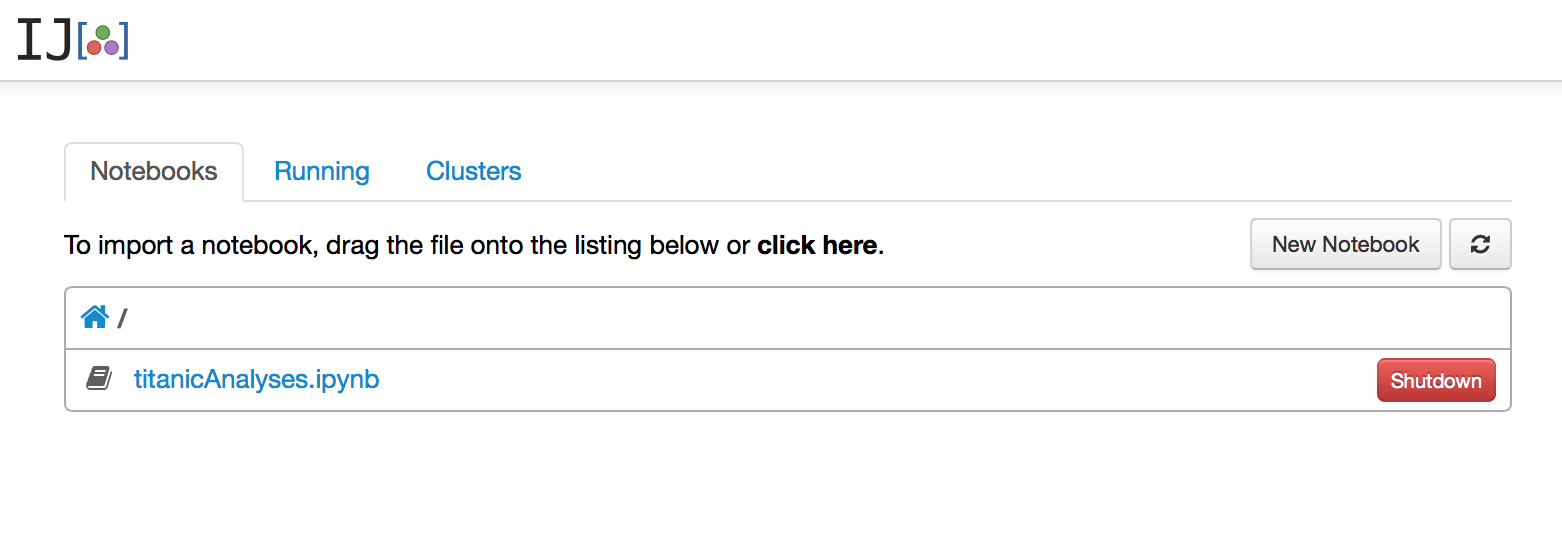 IJ[ ]
Notebooks Running Clusters
To import a notebook, drag the file onto the listing below or click here. New Notebook
/
titanicAnalyses.ipynb Shutdown